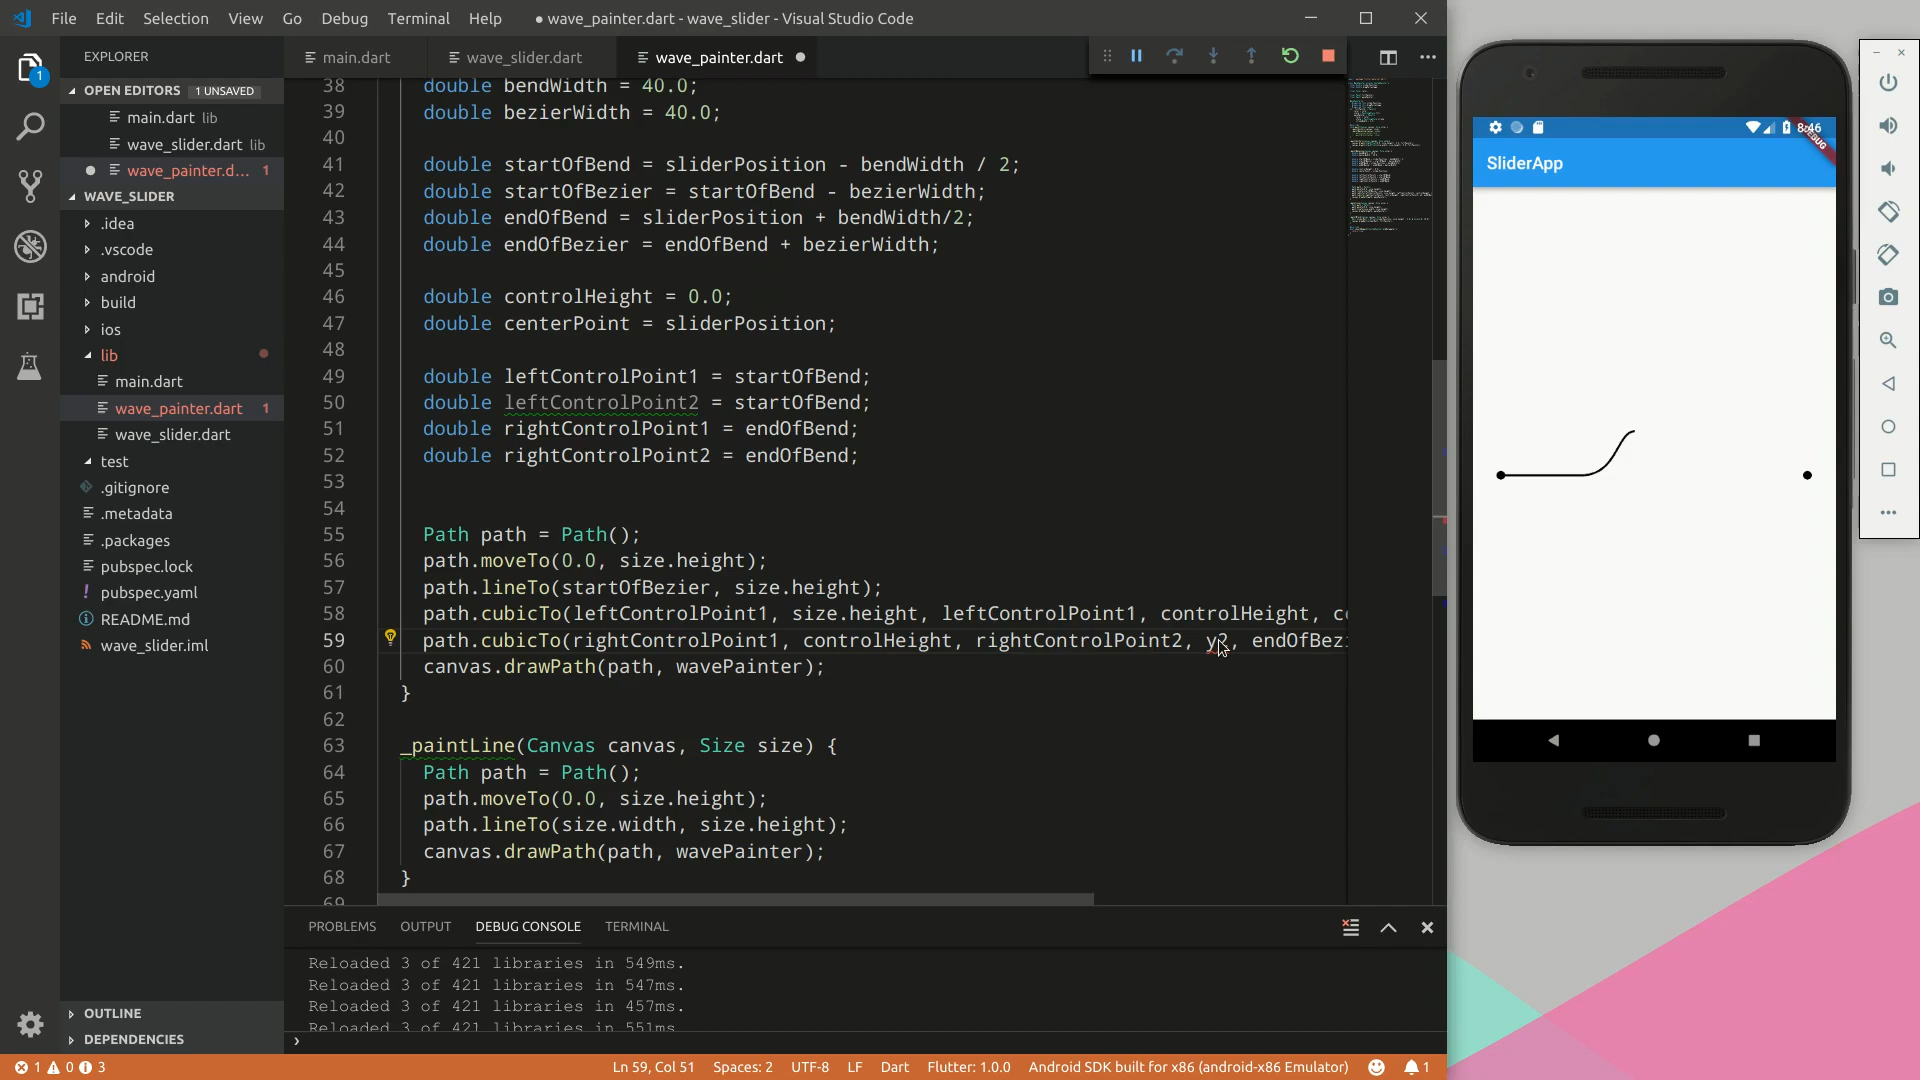 File Edit Selection View Go Debug Terminal Help ● wave_painter.dart - wave_slider - Visual Studio Code
EXPLORER
main.dart
wave_slider.dart
wave_painter.dart
OPEN EDITORS 1 UNSAVED
main.dart lib
wave_slider.dart lib
wave_painter.d... 1
WAVE_SLIDER
.idea
.vscode
android
build
ios
lib
main.dart
wave_painter.dart 1
wave_slider.dart
test
.gitignore
.metadata
.packages
pubspec.lock
pubspec.yaml
README.md
wave_slider.iml
OUTLINE
DEPENDENCIES
38 double bendWidth = 40.0;
39 double bezierWidth = 40.0;
40
41 double startOfBend = sliderPosition - bendWidth / 2;
42 double startOfBezier = startOfBend - bezierWidth;
43 double endOfBend = sliderPosition + bendWidth/2;
44 double endOfBezier = endOfBend + bezierWidth;
45
46 double controlHeight = 0.0;
47 double centerPoint = sliderPosition;
48
49 double leftControlPoint1 = startOfBend;
50 double leftControlPoint2 = startOfBend;
51 double rightControlPoint1 = endOfBend;
52 double rightControlPoint2 = endOfBend;
53
54
55 Path path = Path();
56 path.moveTo(0.0, size.height);
57 path.lineTo(startOfBezier, size.height);
58 path.cubicTo(leftControlPoint1, size.height, leftControlPoint1, controlHeight, c
59 path.cubicTo(rightControlPoint1, controlHeight, rightControlPoint2, y2, endOfBezi
60 canvas.drawPath(path, wavePainter);
61 }
62
63 _paintLine(Canvas canvas, Size size) {
64 Path path = Path();
65 path.moveTo(0.0, size.height);
66 path.lineTo(size.width, size.height);
67 canvas.drawPath(path, wavePainter);
68 }
69
PROBLEMS OUTPUT DEBUG CONSOLE TERMINAL
Reloaded 3 of 421 libraries in 549ms.
Reloaded 3 of 421 libraries in 547ms.
Reloaded 3 of 421 libraries in 457ms.
Reloaded 3 of 421 libraries in 551ms
1 0 3 Ln 59, Col 51 Spaces: 2 UTF-8 LF Dart Flutter: 1.0.0 Android SDK built for x86 (android-x86 Emulator) 1
8:46
DEBUG
SliderApp